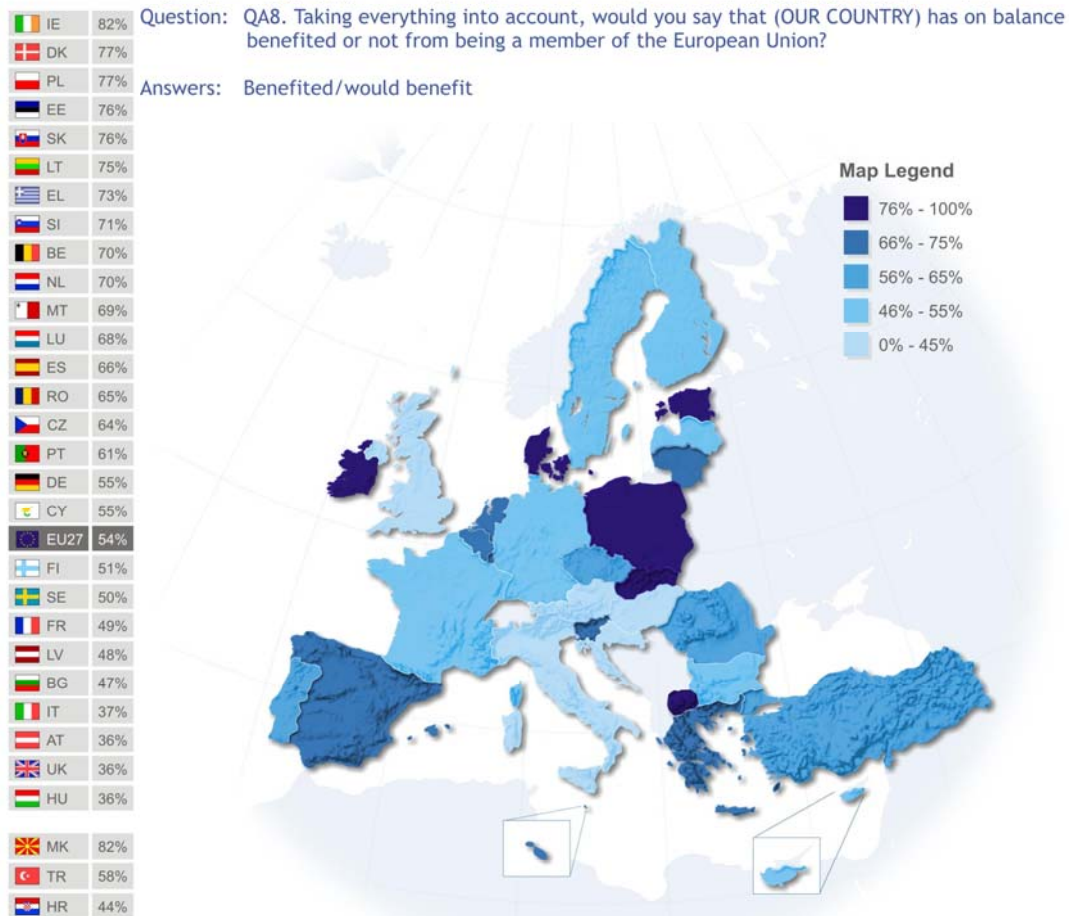 Question: QA8. Taking everything into account, would you say that (OUR COUNTRY) has on balance
benefited or not from being a member of the European Union?
Answers: Benefited/would benefit
IE 82%
DK 77%
PL 77%
EE 76%
SK 76%
LT 75%
EL 73%
SI 71%
BE 70%
NL 70%
MT 69%
LU 68%
ES 66%
RO 65%
CZ 64%
PT 61%
DE 55%
CY 55%
EU27 54%
FI 51%
SE 50%
FR 49%
LV 48%
BG 47%
IT 37%
AT 36%
UK 36%
HU 36%
MK 82%
TR 58%
HR 44%
Map Legend
76% - 100%
66% - 75%
56% - 65%
46% - 55%
0% - 45%